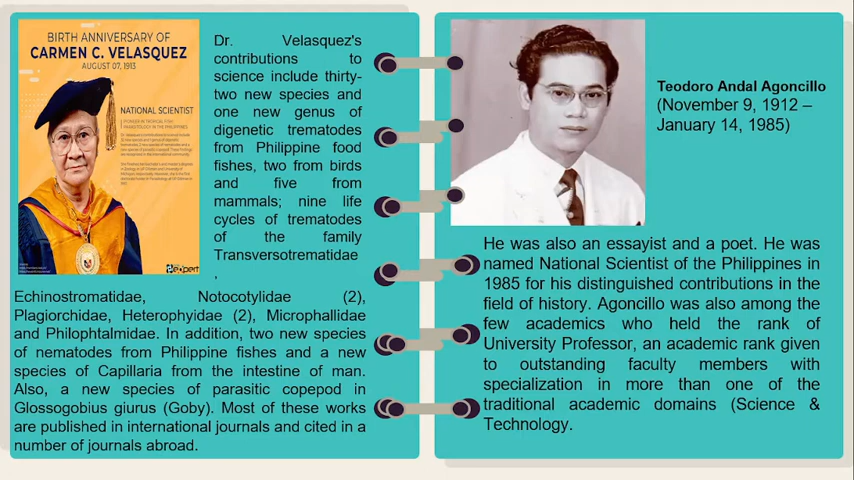 BIRTH ANNIVERSARY OF
CARMEN C. VELASQUEZ
AUGUST 07, 1913
NATIONAL SCIENTIST
PIONEER IN TROPICAL FISH
PARASITOLOGY IN THE PHILIPPINES
Dr. Velasquez's
contributions to
science include thirty-
two new species and
one new genus of
digenetic trematodes
from Philippine food
fishes, two from birds
and five from
mammals; nine life
cycles of trematodes
of the family
Transversotrematidae
,
Echinostromatidae, Notocotylidae (2),
Plagiorchidae, Heterophyidae (2), Microphallidae
and Philophtalmidae. In addition, two new species
of nematodes from Philippine fishes and a new
species of Capillaria from the intestine of man.
Also, a new species of parasitic copepod in
Glossogobius giurus (Goby). Most of these works
are published in international journals and cited in a
number of journals abroad.
Teodoro Andal Agoncillo
(November 9, 1912 –
January 14, 1985)
He was also an essayist and a poet. He was
named National Scientist of the Philippines in
1985 for his distinguished contributions in the
field of history. Agoncillo was also among the
few academics who held the rank of
University Professor, an academic rank given
to outstanding faculty members with
specialization in more than one of the
traditional academic domains (Science &
Technology.